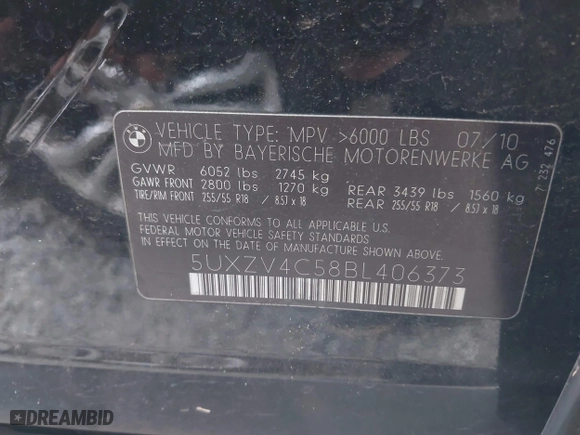 VEHICLE TYPE: MPV >6000 LBS 07/10
MFD BY BAYERISCHE MOTORENWERKE AG
GVWR 6052 lbs 2745 kg
GAWR FRONT 2800 lbs 1270 kg REAR 3439 lbs 1560 kg
TIRE/RIM FRONT 255/55 R18 / 8.5J x 18 REAR 255/55 R18 / 8.5J x 18
THIS VEHICLE CONFORMS TO ALL APPLICABLE U.S.
FEDERAL MOTOR VEHICLE SAFETY STANDARDS
IN EFFECT ON THE DATE OF MANUFACTURE SHOWN ABOVE.
5UXZV4C58BL406373
7 232 476
DREAMBID